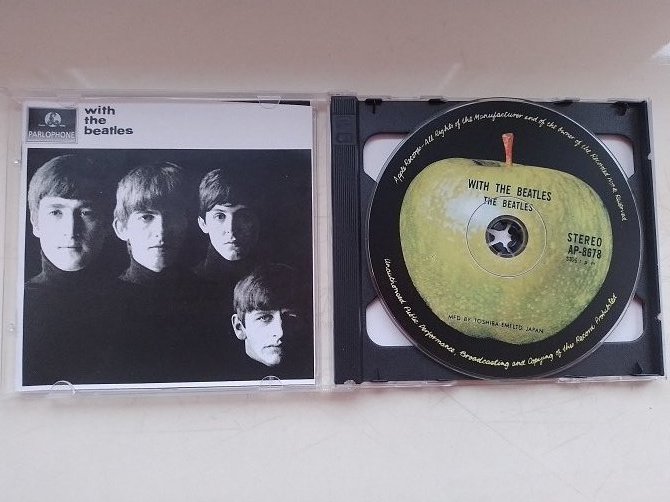 PARLOPHONE
with
the
beatles
Apple Records – All Rights of the Manufacturer and of the Owner of the Recorded Work Reserved
WITH THE BEATLES
THE BEATLES
STEREO
AP-8678
MFD BY TOSHIBA-EMI LTD JAPAN
Unauthorised Public Performance, Broadcasting and Copying of this Record Prohibited